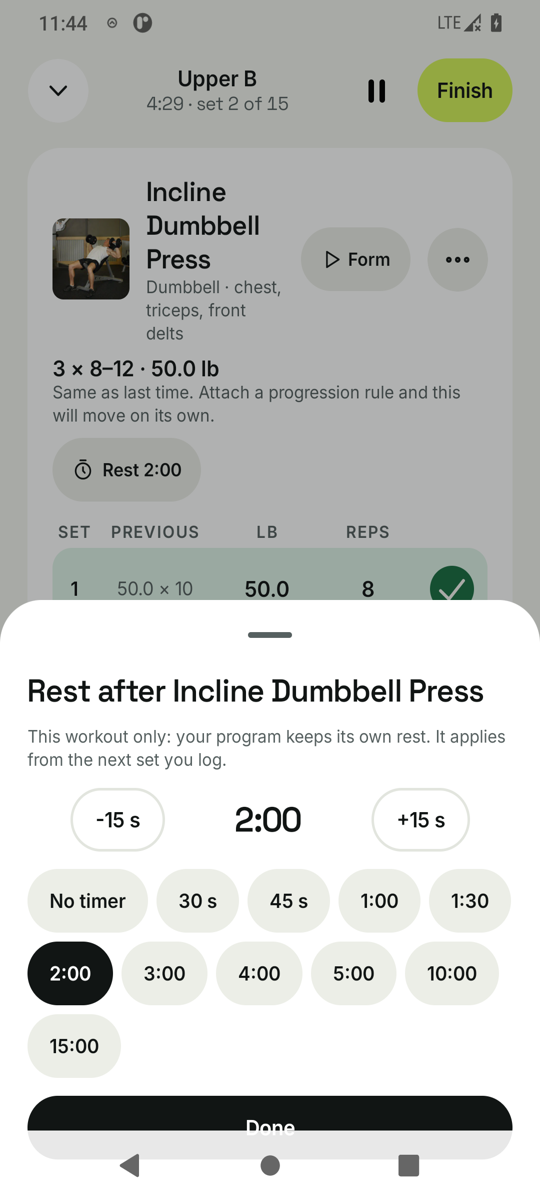 11:44
LTE
Upper B
4:29 · set 2 of 15
Finish
Incline
Dumbbell
Press
Dumbbell · chest,
triceps, front
delts
Form
3 × 8–12 · 50.0 lb
Same as last time. Attach a progression rule and this
will move on its own.
Rest 2:00
SET PREVIOUS LB REPS
1 50.0 × 10 50.0 8
Rest after Incline Dumbbell Press
This workout only: your program keeps its own rest. It applies
from the next set you log.
-15 s 2:00 +15 s
No timer 30 s 45 s 1:00 1:30
2:00 3:00 4:00 5:00 10:00
15:00
Done